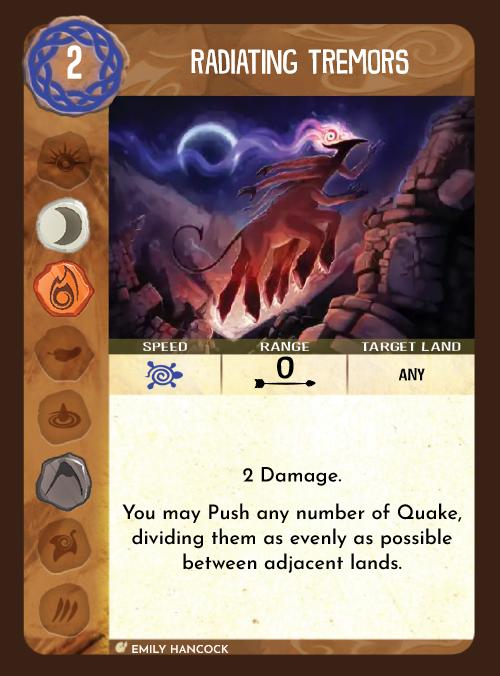 2
RADIATING TREMORS
SPEED RANGE TARGET LAND
0 ANY
2 Damage.
You may Push any number of Quake,
dividing them as evenly as possible
between adjacent lands.
EMILY HANCOCK